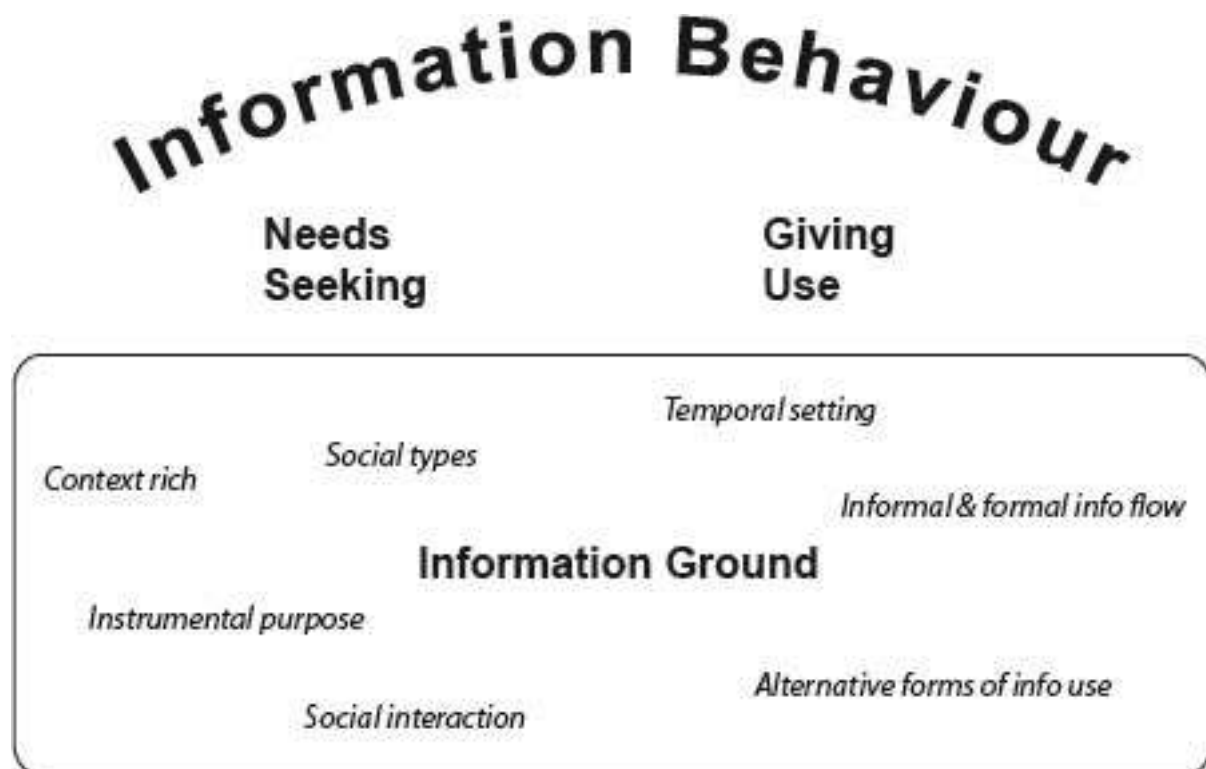 Information Behaviour
Needs
Seeking
Giving
Use
Temporal setting
Social types
Context rich
Informal & formal info flow
Information Ground
Instrumental purpose
Alternative forms of info use
Social interaction